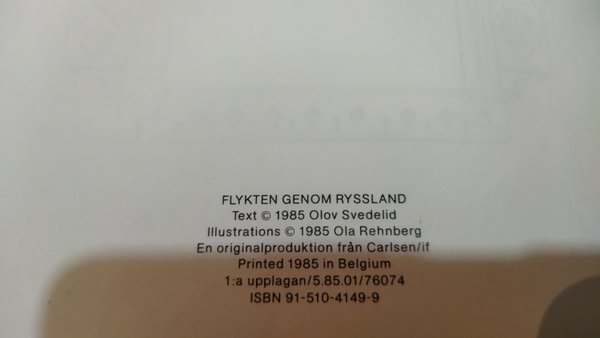 FLYKTEN GENOM RYSSLAND
Text © 1985 Olov Svedelid
Illustrations © 1985 Ola Rehnberg
En originalproduktion från Carlsen/if
Printed 1985 in Belgium
1:a upplagan/5.85.01/76074
ISBN 91-510-4149-9